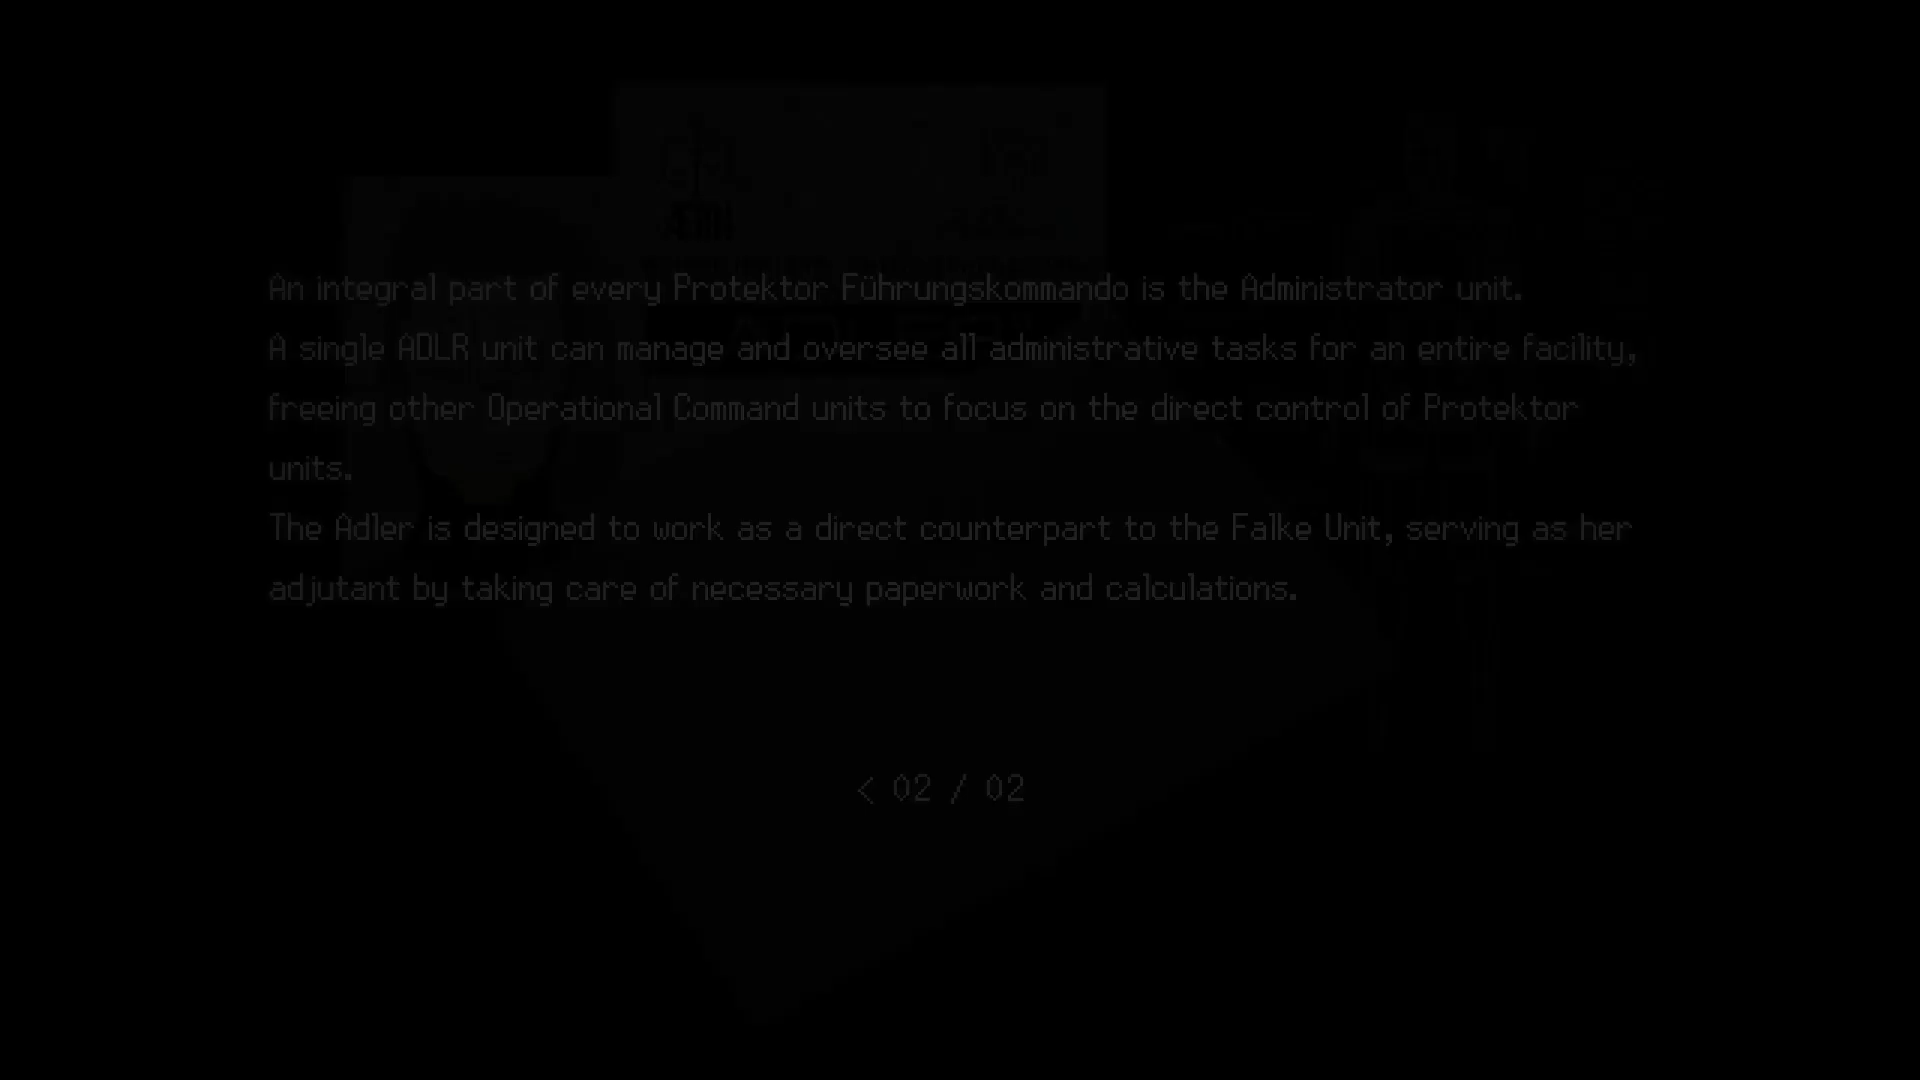 An integral part of every Protektor Führungskommando is the Administrator unit.
A single ADLR unit can manage and oversee all administrative tasks for an entire facility,
freeing other Operational Command units to focus on the direct control of Protektor
units.
The Adler is designed to work as a direct counterpart to the Falke Unit, serving as her
adjutant by taking care of necessary paperwork and calculations.
< 02 / 02